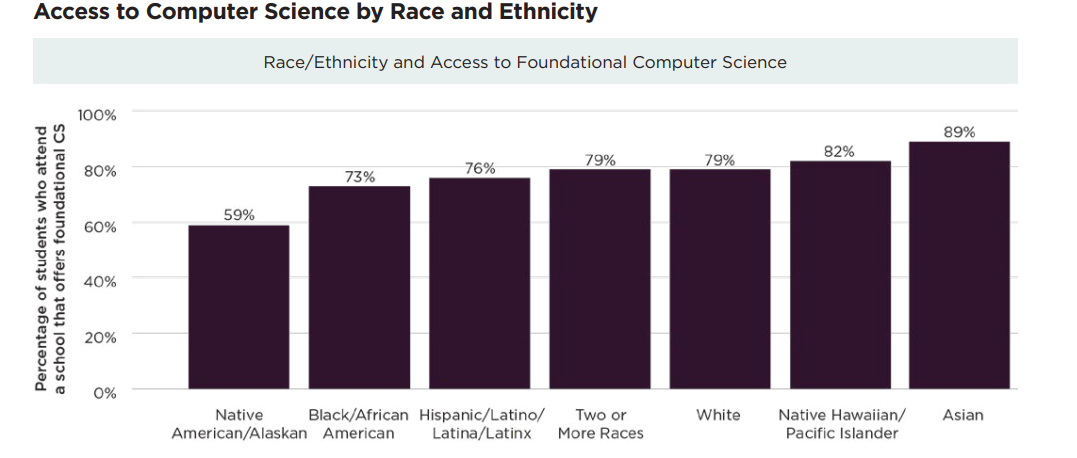 Access to Computer Science by Race and Ethnicity
Race/Ethnicity and Access to Foundational Computer Science
Percentage of students who attend
a school that offers foundational CS
100%
80%
60%
40%
20%
0%
59%
73%
76%
79%
79%
82%
89%
Native
American/Alaskan
Black/African
American
Hispanic/Latino/
Latina/Latinx
Two or
More Races
White
Native Hawaiian/
Pacific Islander
Asian